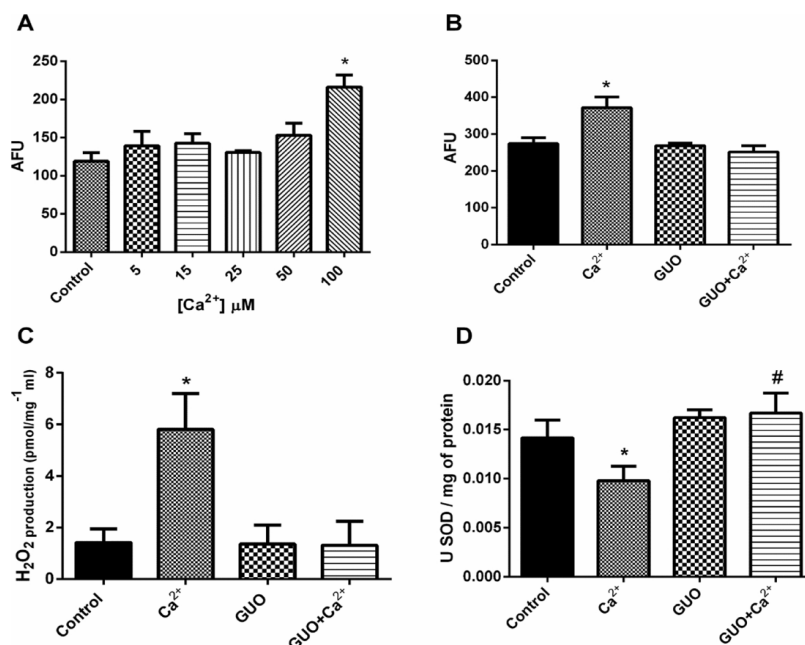 A
AFU
250
200
150
100
50
0
*
Control
5
15
25
50
100
[Ca²⁺] μM
B
AFU
500
400
300
200
100
0
*
Control
Ca²⁺
GUO
GUO+Ca²⁺
C
H₂O₂ production (pmol/mg⁻¹ ml)
8
6
4
2
0
*
Control
Ca²⁺
GUO
GUO+Ca²⁺
D
U SOD / mg of protein
0.020
0.015
0.010
0.005
0.000
*
#
Control
Ca²⁺
GUO
GUO+Ca²⁺